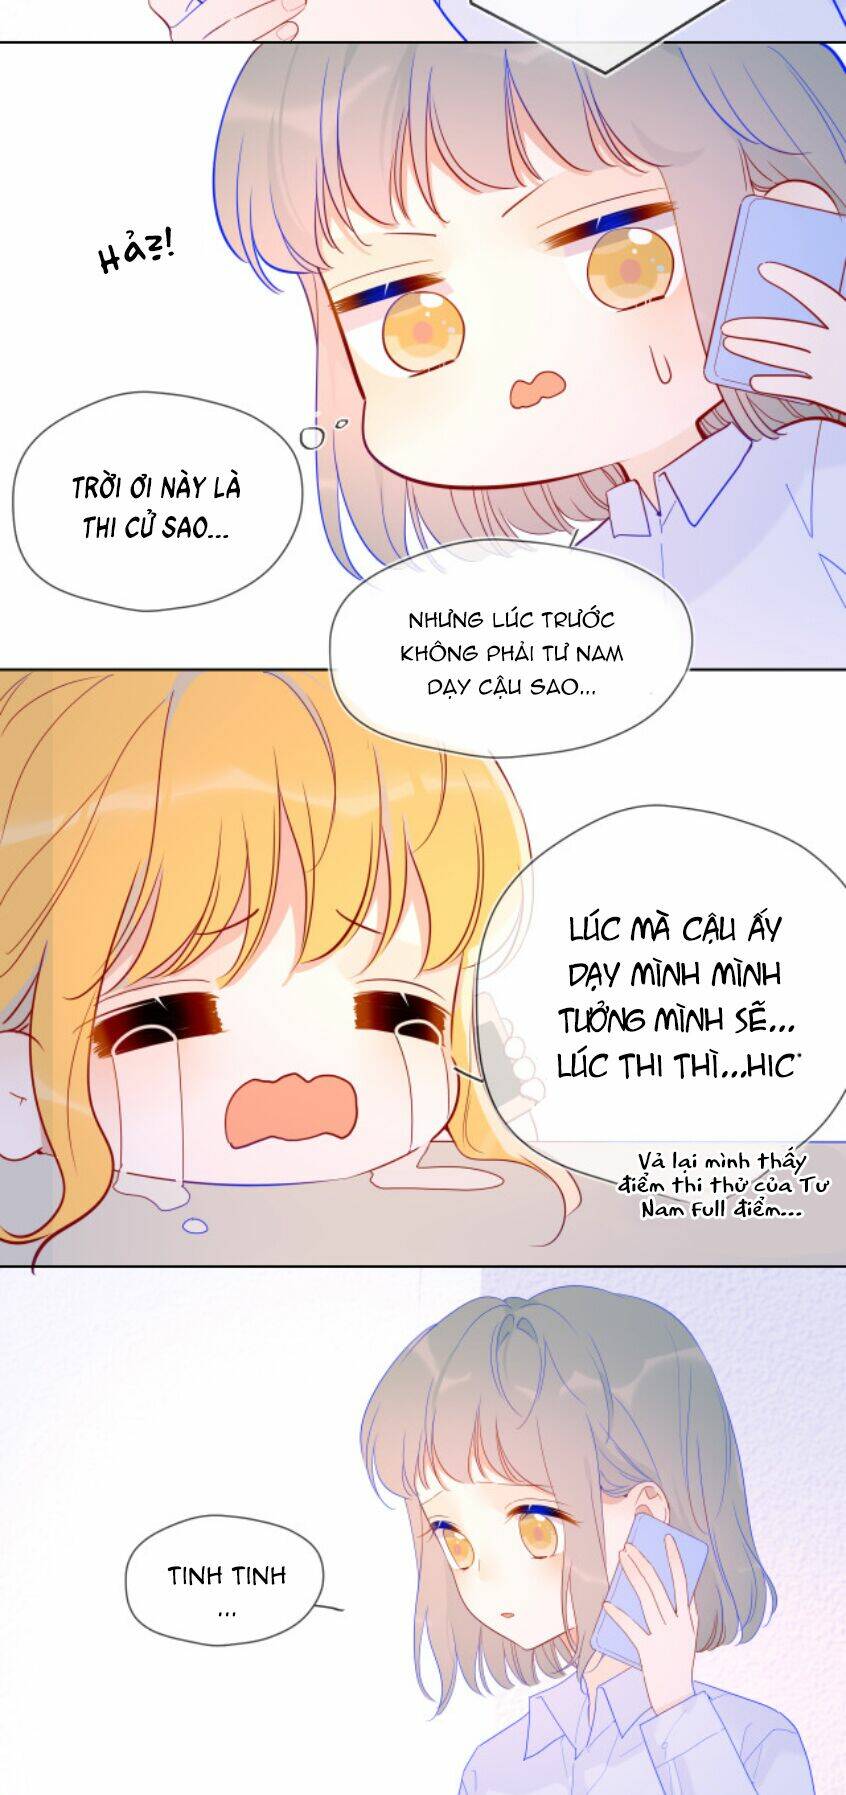 Hảz!
TRỜI ƠI NÀY LÀ
THI CỬ SAO...
NHƯNG LÚC TRƯỚC
KHÔNG PHẢI TƯ NAM
DẠY CẬU SAO...
LÚC MÀ CẬU ẤY
DẠY MÌNH MÌNH
TƯỞNG MÌNH SẼ...
LÚC THI THÌ...HIC*
Vả lại mình thấy
điểm thi thử của Tư
Nam Full điểm...
TINH TINH
...